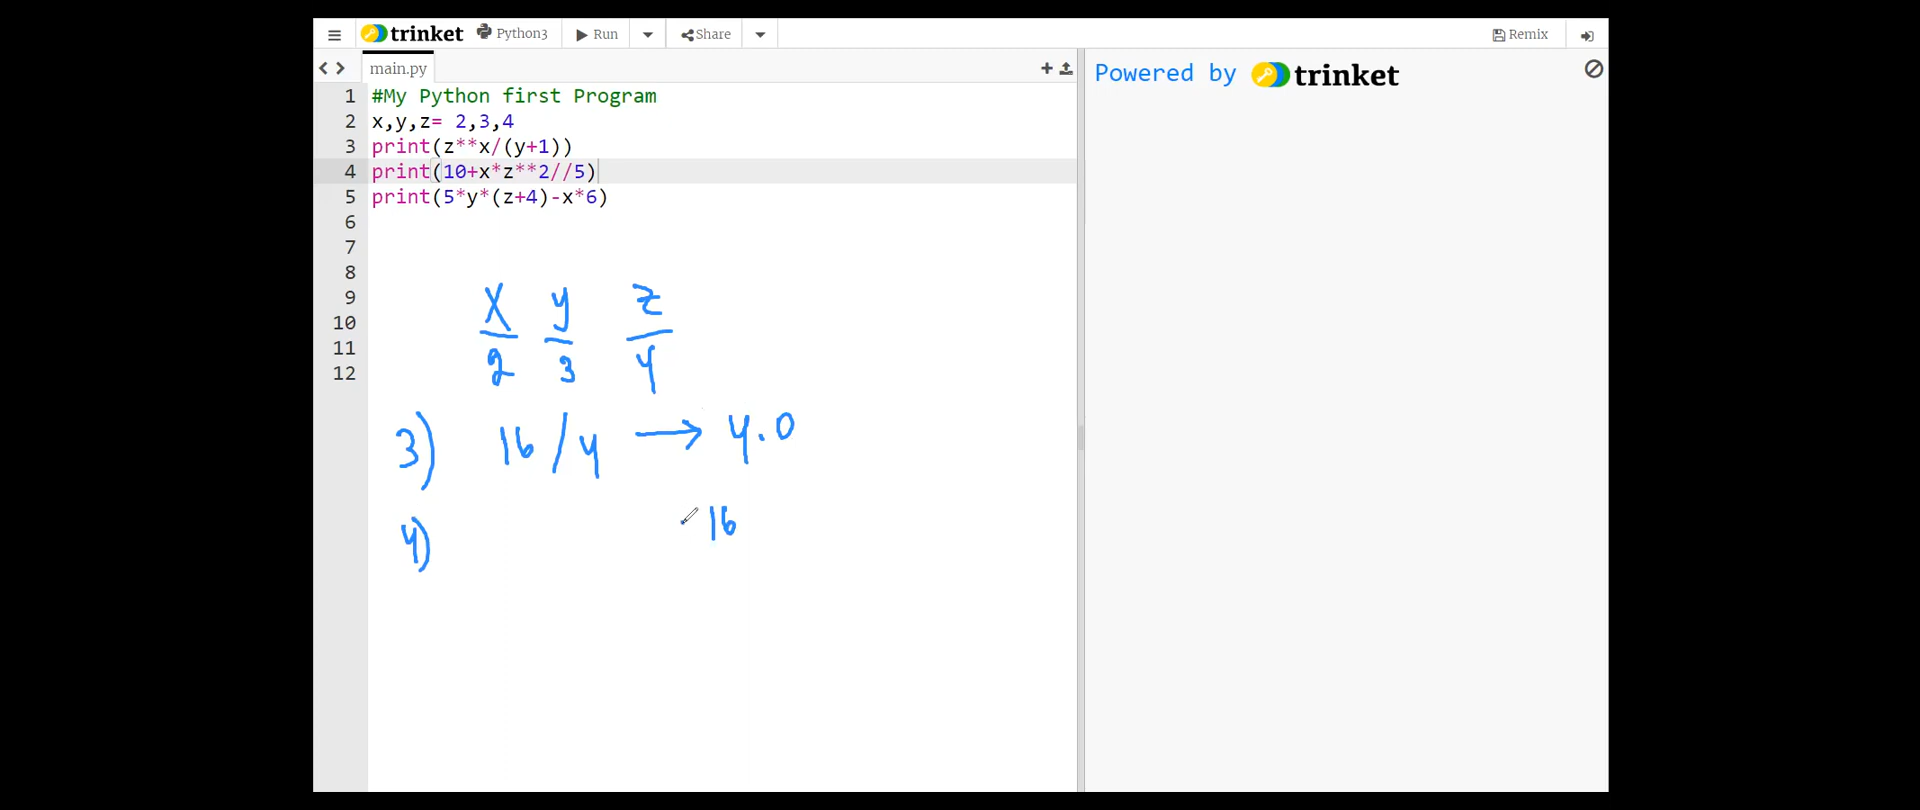 trinket Python3 Run Share Remix
main.py
Powered by trinket
1 #My Python first Program
2 x,y,z= 2,3,4
3 print(z**x/(y+1))
4 print(10+x*z**2//5)
5 print(5*y*(z+4)-x*6)
6
7
8
9
10
11
12
X y z
2 3 4
3) 16 / 4 → 4.0
4) 16